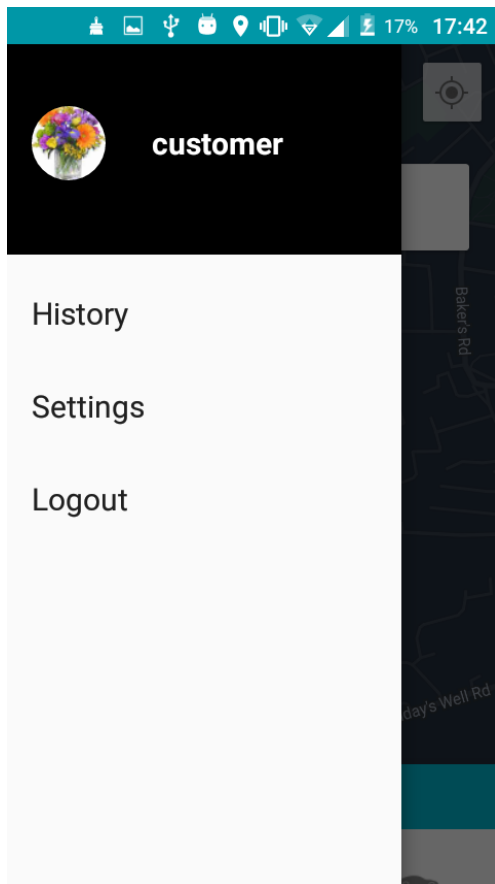 17% 17:42
customer
History
Settings
Logout
Baker's Rd
day's Well Rd